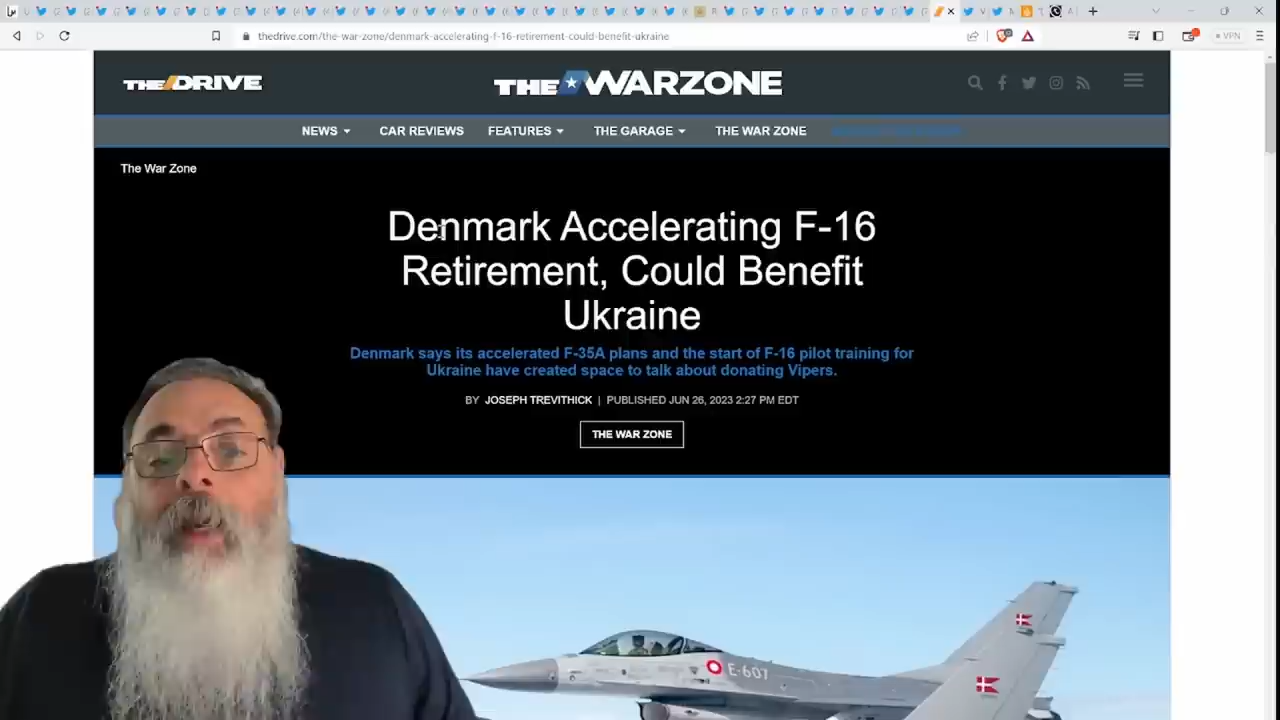 thedrive.com/the-war-zone/denmark-accelerating-f-16-retirement-could-benefit-ukraine
VPN
THE DRIVE
THE WARZONE
NEWS CAR REVIEWS FEATURES THE GARAGE THE WAR ZONE
The War Zone
Denmark Accelerating F-16
Retirement, Could Benefit
Ukraine
Denmark says its accelerated F-35A plans and the start of F-16 pilot training for
Ukraine have created space to talk about donating Vipers.
BY JOSEPH TREVITHICK | PUBLISHED JUN 26, 2023 2:27 PM EDT
THE WAR ZONE
E-607